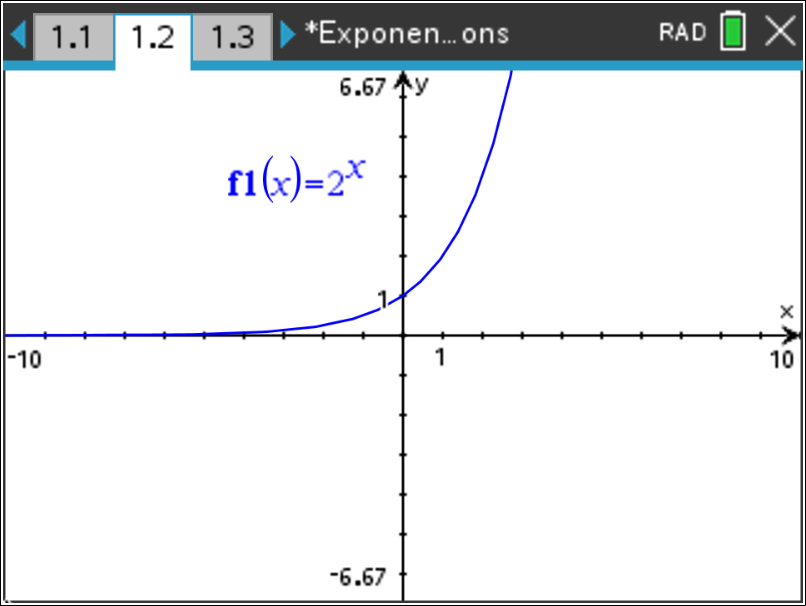 1.1 1.2 1.3 *Exponen...ons RAD
6.67 y
f1(x)=2^x
1
x
-10 1 10
-6.67